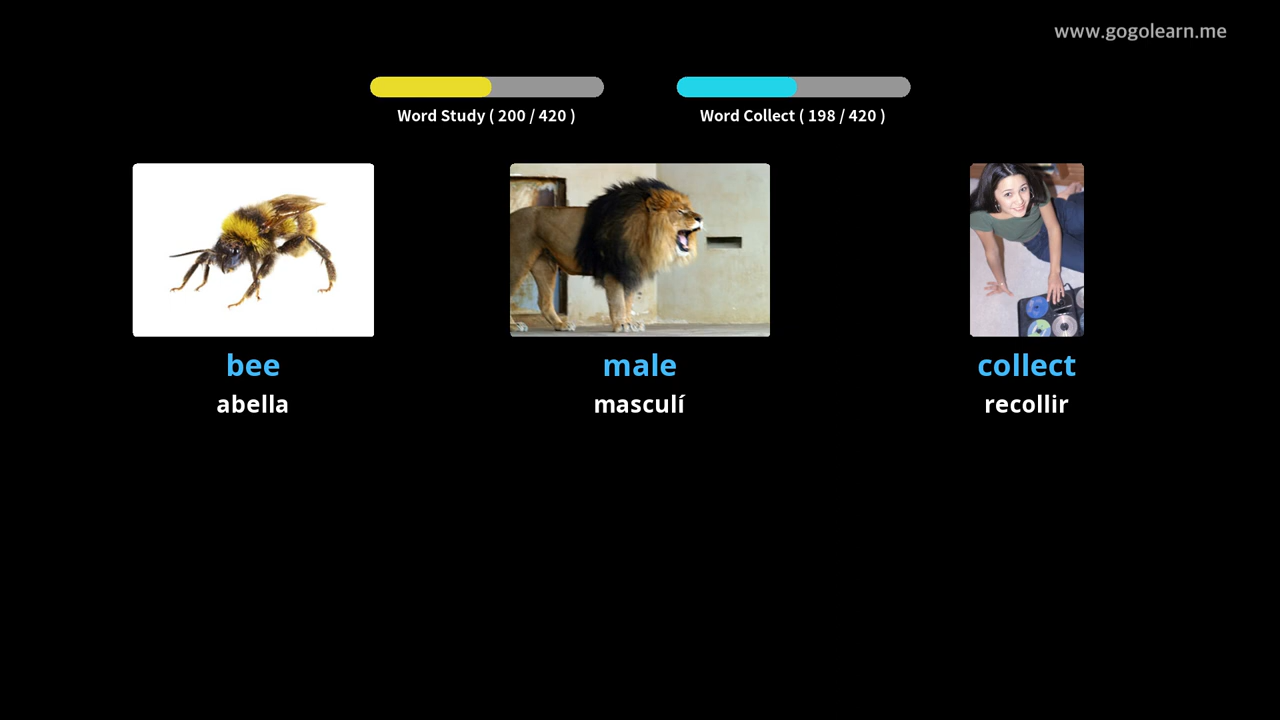 www.gogolearn.me
Word Study ( 200 / 420 )
Word Collect ( 198 / 420 )
bee
male
collect
abella
masculí
recollir